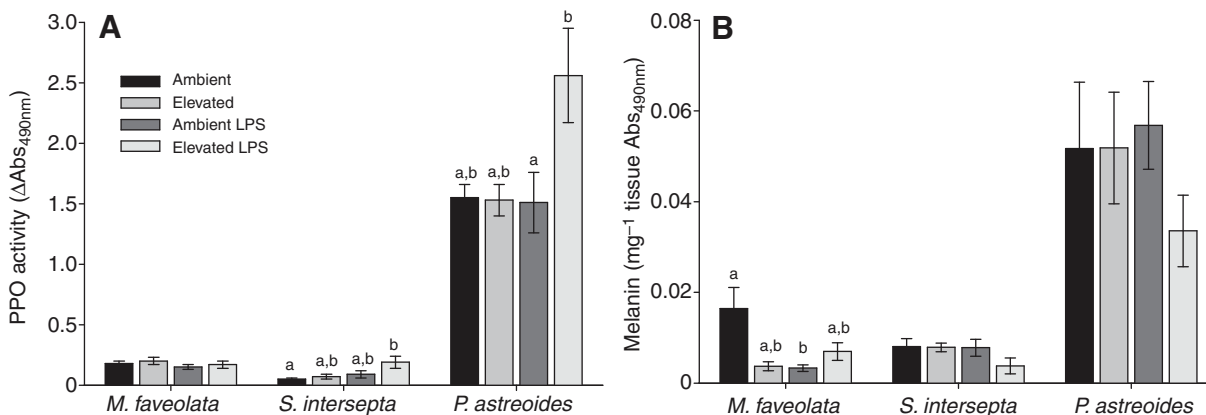 A
PPO activity (ΔAbs490nm)
3.0
2.5
2.0
1.5
1.0
0.5
0
Ambient
Elevated
Ambient LPS
Elevated LPS
a
a,b
a,b
b
a,b
a,b
a
b
M. faveolata
S. intersepta
P. astreoides
B
Melanin (mg–1 tissue Abs490nm)
0.08
0.06
0.04
0.02
0
a
a,b
b
a,b
M. faveolata
S. intersepta
P. astreoides